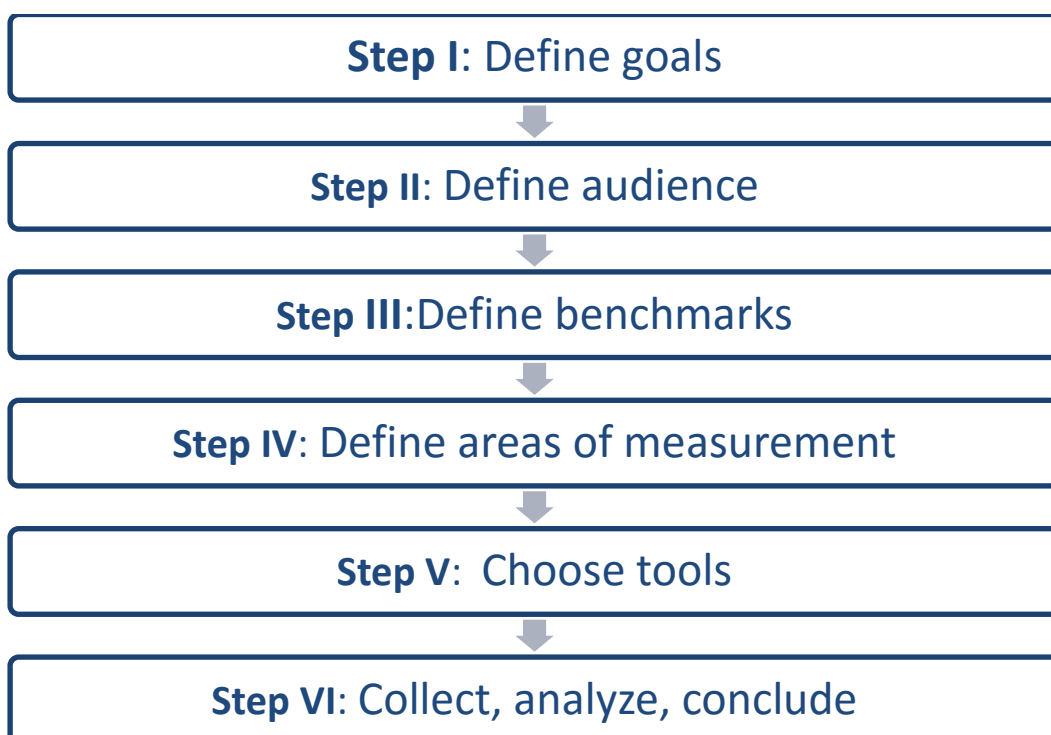 Step I: Define goals
Step II: Define audience
Step III:Define benchmarks
Step IV: Define areas of measurement
Step V:  Choose tools
Step VI: Collect, analyze, conclude